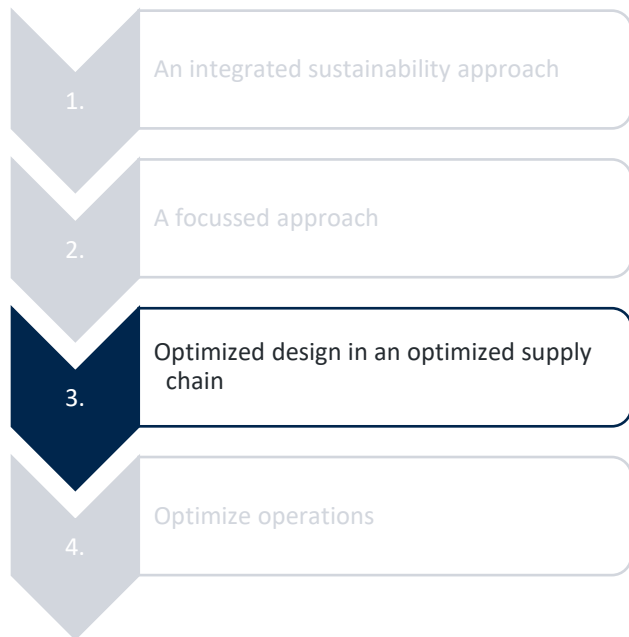 1.
An integrated sustainability approach
2.
A focussed approach
3.
Optimized design in an optimized supply
chain
4.
Optimize operations